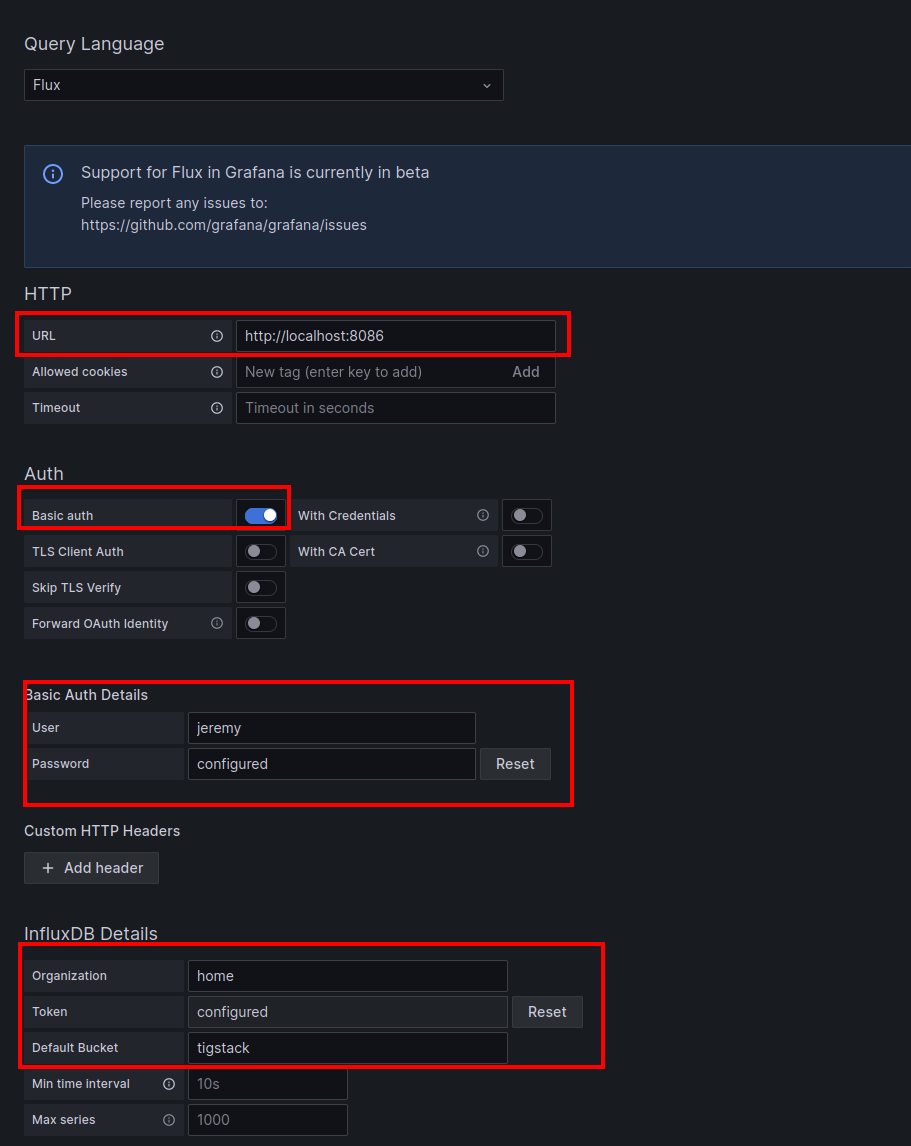 Query Language
Flux
Support for Flux in Grafana is currently in beta
Please report any issues to:
https://github.com/grafana/grafana/issues
HTTP
URL http://localhost:8086
Allowed cookies New tag (enter key to add) Add
Timeout Timeout in seconds
Auth
Basic auth With Credentials
TLS Client Auth With CA Cert
Skip TLS Verify
Forward OAuth Identity
Basic Auth Details
User jeremy
Password configured Reset
Custom HTTP Headers
+ Add header
InfluxDB Details
Organization home
Token configured Reset
Default Bucket tigstack
Min time interval 10s
Max series 1000